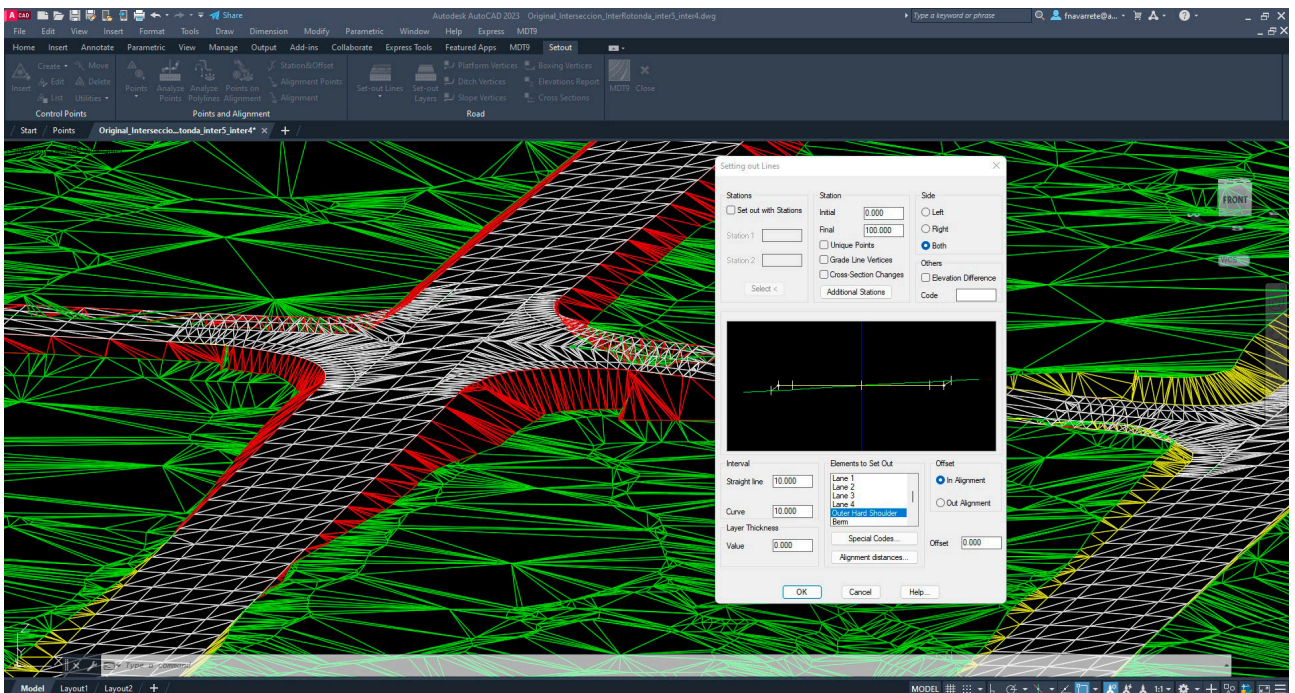 A CAD Share Autodesk AutoCAD 2023 Original_Interseccion_InterRotonda_inter5_inter4.dwg Type a keyword or phrase fnavarrete@a...
File Edit View Insert Format Tools Draw Dimension Modify Parametric Window Help Express MDT9
Home Insert Annotate Parametric View Manage Output Add-ins Collaborate Express Tools Featured Apps MDT9 Setout
Insert
Create Move
Edit Delete
List Utilities
Control Points
Points
Analyze Points
Analyze Polylines
Points on Alignment
Station&Offset
Alignment Points
Alignment
Points and Alignment
Set-out Lines
Set-out Layers
Platform Vertices
Ditch Vertices
Slope Vertices
Boxing Vertices
Elevations Report
Cross Sections
Road
MDT9 Close
Start Points Original_Interseccio...tonda_inter5_inter4* × +
FRONT
WCS
Setting out Lines
Stations
Set out with Stations
Station 1
Station 2
Select <
Station
Initial 0.000
Final 100.000
Unique Points
Grade Line Vertices
Cross-Section Changes
Additional Stations
Side
Left
Right
Both
Others
Elevation Difference
Code
Interval
Straight line 10.000
Curve 10.000
Layer Thickness
Value 0.000
Elements to Set Out
Lane 1
Lane 2
Lane 3
Lane 4
Outer Hard Shoulder
Berm
Special Codes...
Alignment distances...
Offset
In Alignment
Out Alignment
Offset 0.000
OK Cancel Help...
Type a command
Model Layout1 Layout2 + MODEL 1:1